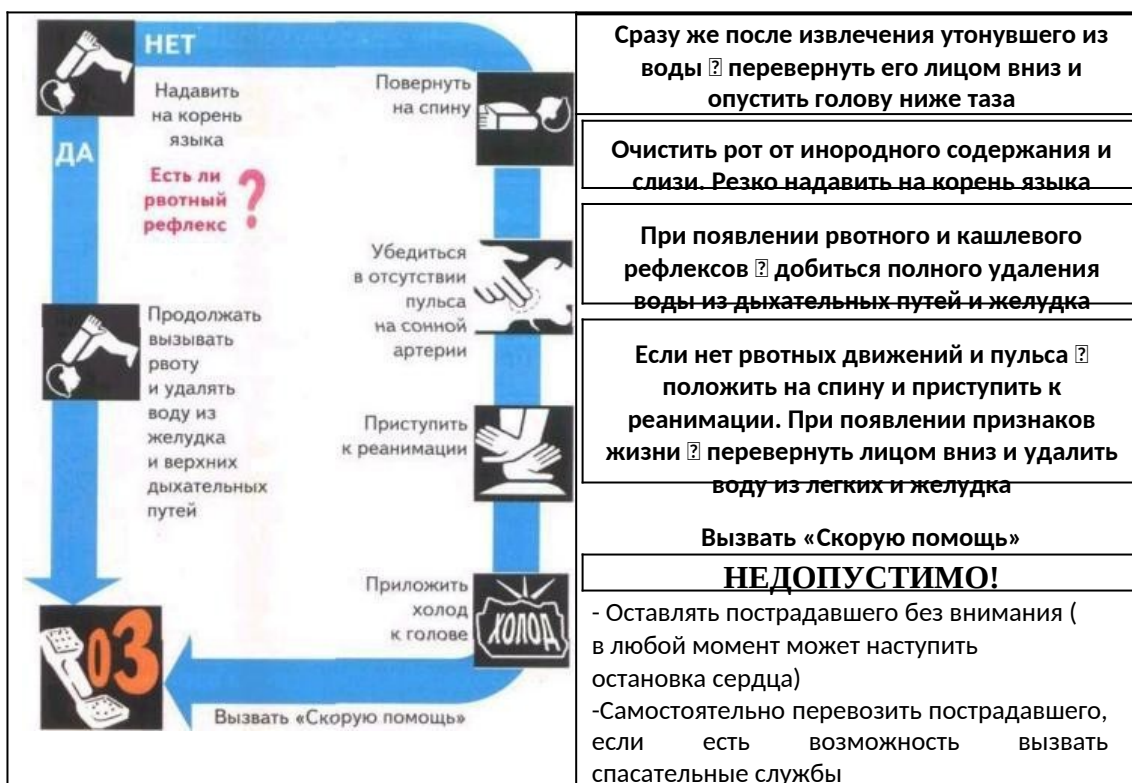 НЕТ
Надавить
на корень
языка
ДА
Есть ли
рвотный
рефлекс
?
Продолжать
вызывать
рвоту
и удалять
воду из
желудка
и верхних
дыхательных
путей
Повернуть
на спину
Убедиться
в отсутствии
пульса
на сонной
артерии
Приступить
к реанимации
Приложить
холод
к голове
ХОЛОД
03
Вызвать «Скорую помощь»
Сразу же после извлечения утонувшего из
воды ⍰ перевернуть его лицом вниз и
опустить голову ниже таза
Очистить рот от инородного содержания и
слизи. Резко надавить на корень языка
При появлении рвотного и кашлевого
рефлексов ⍰ добиться полного удаления
воды из дыхательных путей и желудка
Если нет рвотных движений и пульса ⍰
положить на спину и приступить к
реанимации. При появлении признаков
жизни ⍰ перевернуть лицом вниз и удалить
воду из легких и желудка
Вызвать «Скорую помощь»
НЕДОПУСТИМО!
- Оставлять пострадавшего без внимания (
в любой момент может наступить
остановка сердца)
-Самостоятельно перевозить пострадавшего,
если есть возможность вызвать
спасательные службы